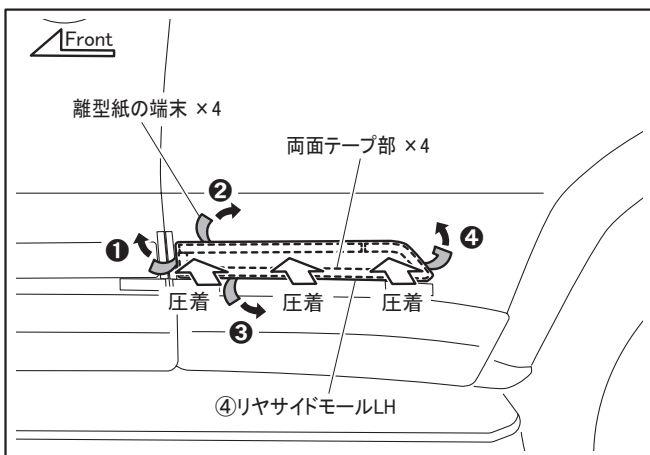 Front
離型紙の端末 ×4
両面テープ部 ×4
❷
❶
❹
圧着 圧着 圧着
❸
④リヤサイドモールLH